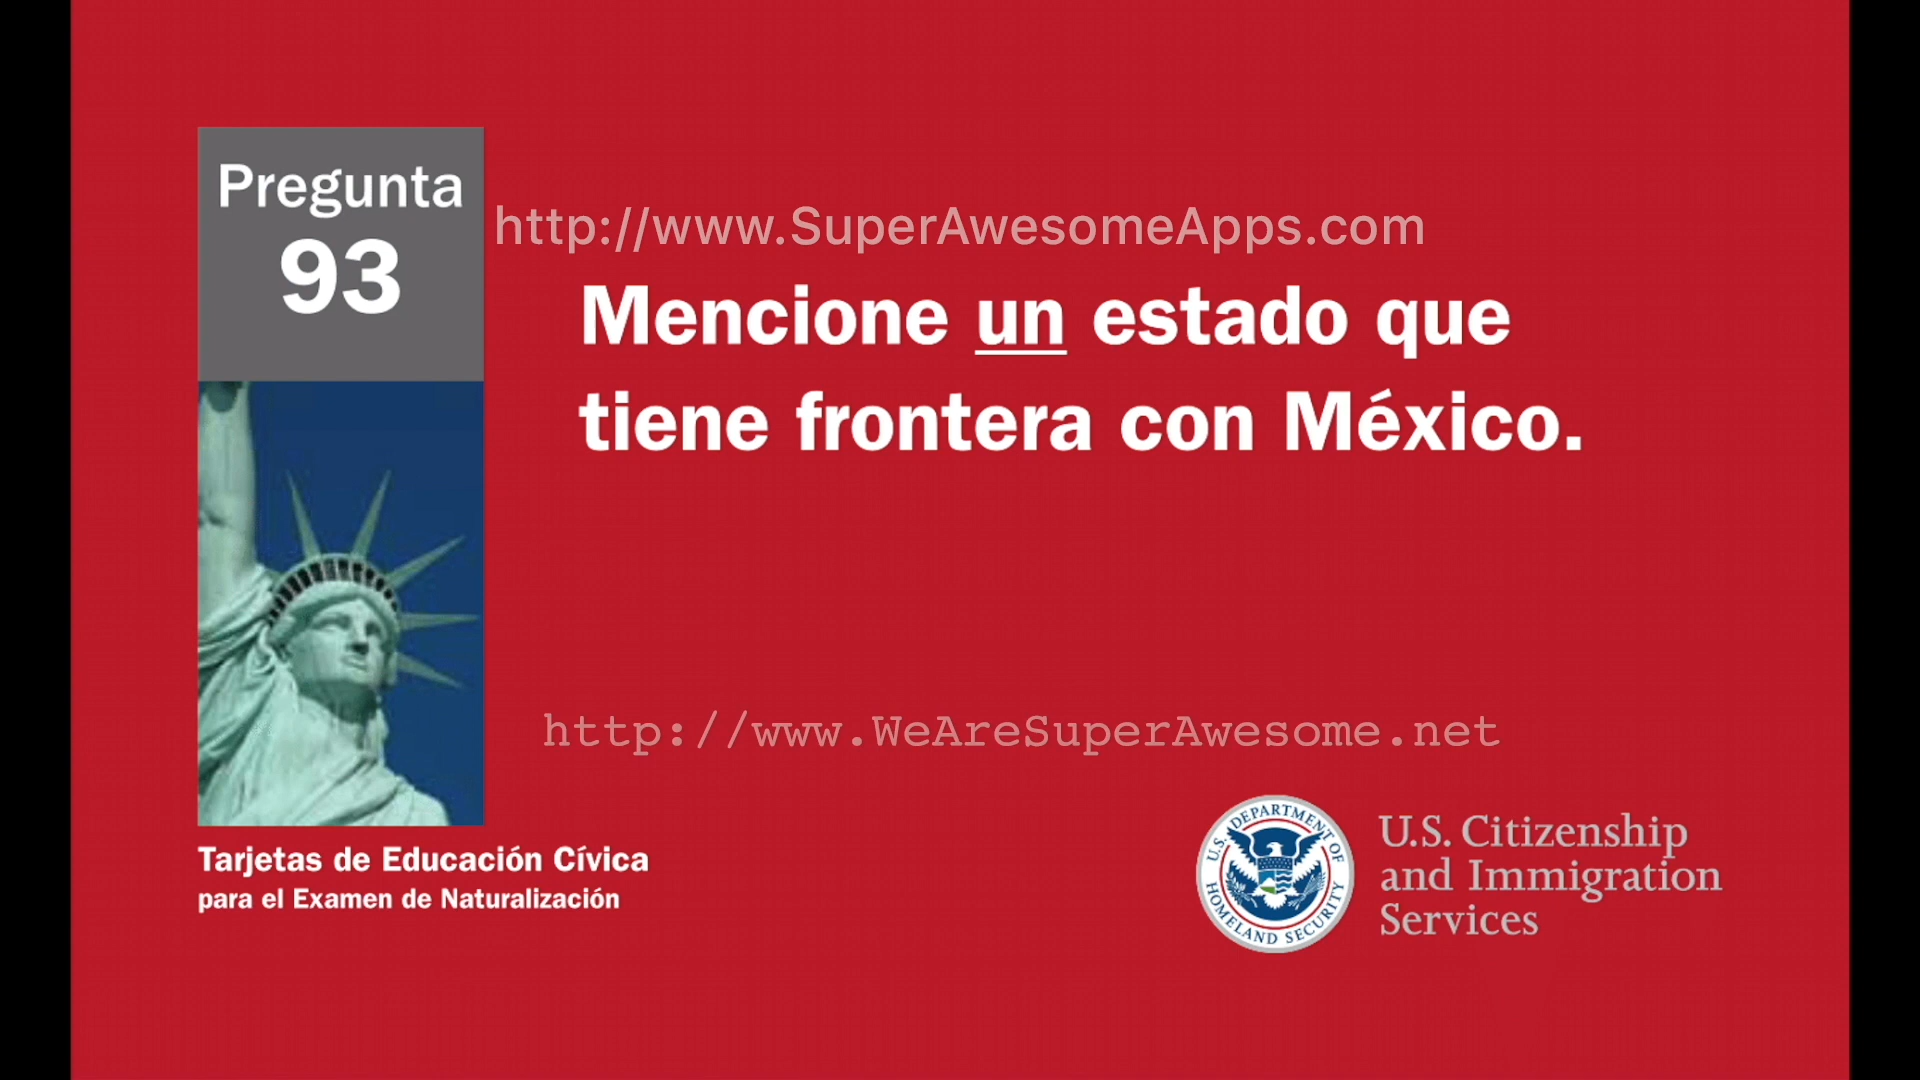 Pregunta
93
http://www.SuperAwesomeApps.com
Mencione un estado que
tiene frontera con México.
http://www.WeAreSuperAwesome.net
Tarjetas de Educación Cívica
para el Examen de Naturalización
U.S. DEPARTMENT OF
HOMELAND SECURITY
U.S. Citizenship
and Immigration
Services